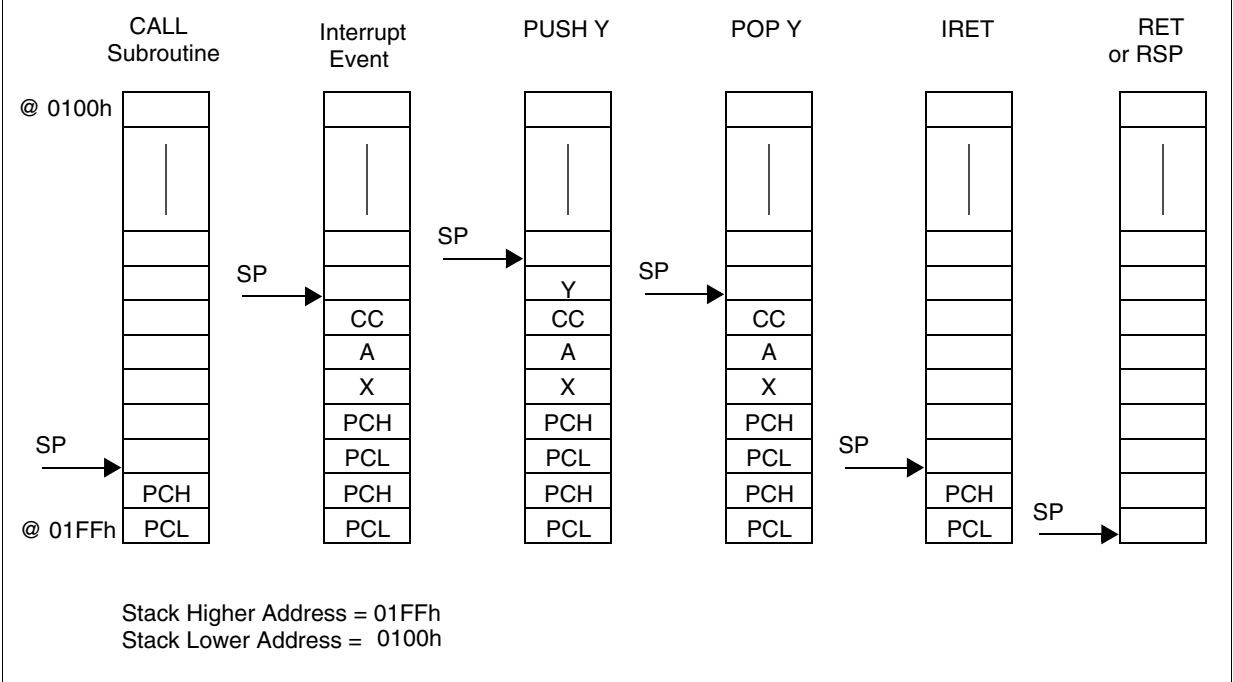 CALL
Subroutine
Interrupt
Event
PUSH Y
POP Y
IRET
RET
or RSP
@ 0100h
SP
SP
SP
Y
CC
CC
CC
A
A
A
X
X
X
PCH
PCH
PCH
SP
PCL
PCL
PCL
SP
PCH
PCH
PCH
PCH
PCH
@ 01FFh
PCL
PCL
PCL
PCL
PCL
SP
Stack Higher Address = 01FFh
Stack Lower Address = 0100h